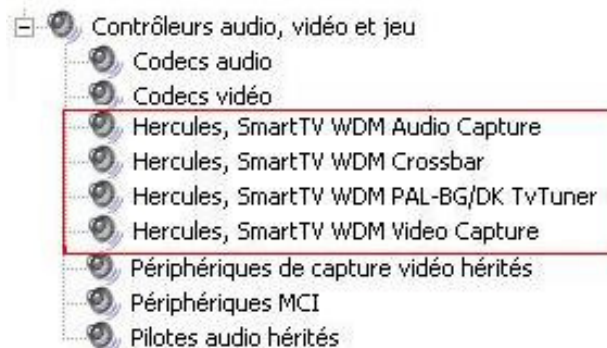 Contrôleurs audio, vidéo et jeu
Codecs audio
Codecs vidéo
Hercules, SmartTV WDM Audio Capture
Hercules, SmartTV WDM Crossbar
Hercules, SmartTV WDM PAL-BG/DK TvTuner
Hercules, SmartTV WDM Video Capture
Périphériques de capture vidéo hérités
Périphériques MCI
Pilotes audio hérités